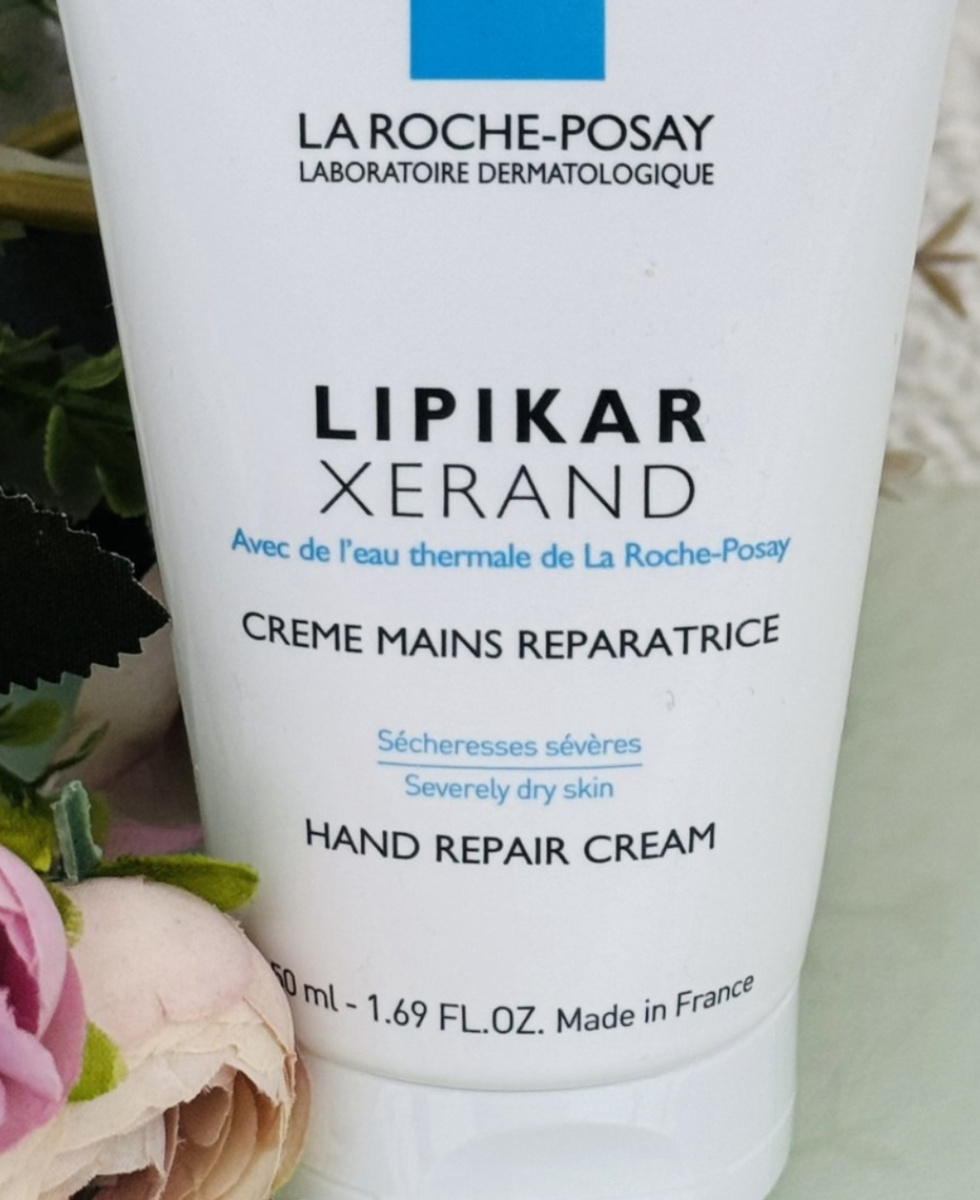 LA ROCHE-POSAY
LABORATOIRE DERMATOLOGIQUE
LIPIKAR
XERAND
Avec de l'eau thermale de La Roche-Posay
CREME MAINS REPARATRICE
Sécheresses sévères
Severely dry skin
HAND REPAIR CREAM
50 ml - 1.69 FL.OZ. Made in France